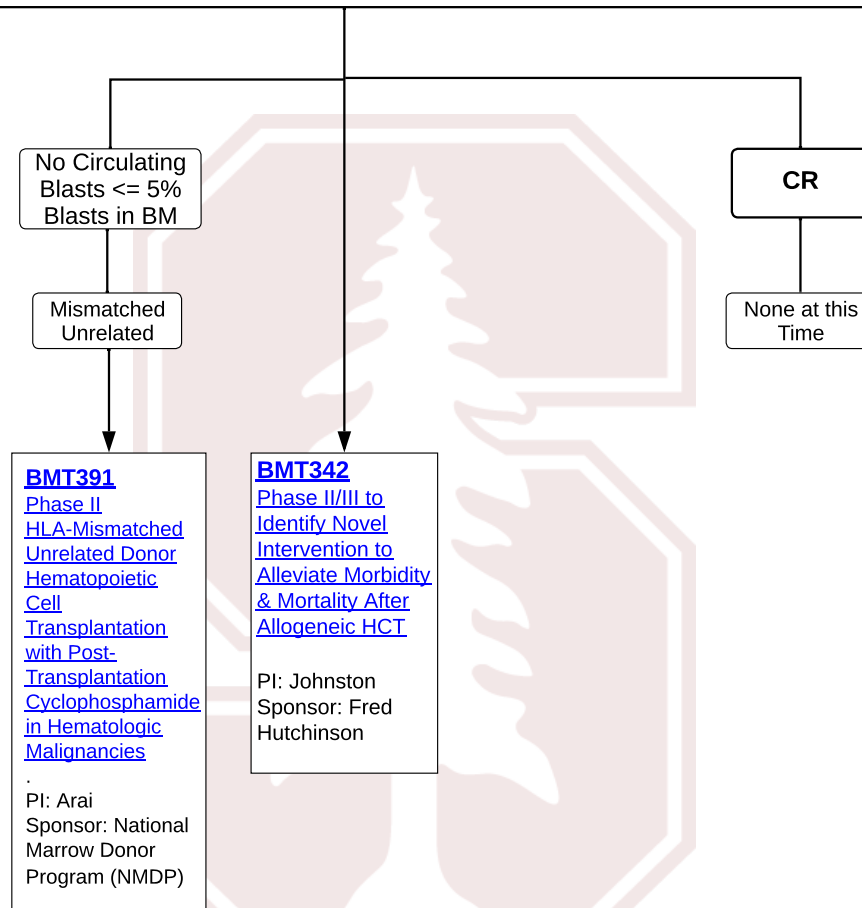 No Circulating
Blasts <= 5%
Blasts in BM
CR
Mismatched
Unrelated
None at this
Time
BMT391
Phase II
HLA-Mismatched
Unrelated Donor
Hematopoietic
Cell
Transplantation
with Post-
Transplantation
Cyclophosphamide
in Hematologic
Malignancies
.
PI: Arai
Sponsor: National
Marrow Donor
Program (NMDP)
BMT342
Phase II/III to
Identify Novel
Intervention to
Alleviate Morbidity
& Mortality After
Allogeneic HCT
PI: Johnston
Sponsor: Fred
Hutchinson